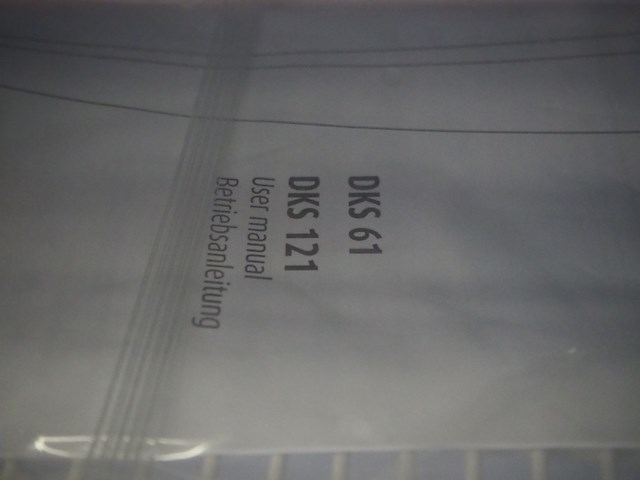 DKS 61
DKS 121
User manual
Betriebsanleitung